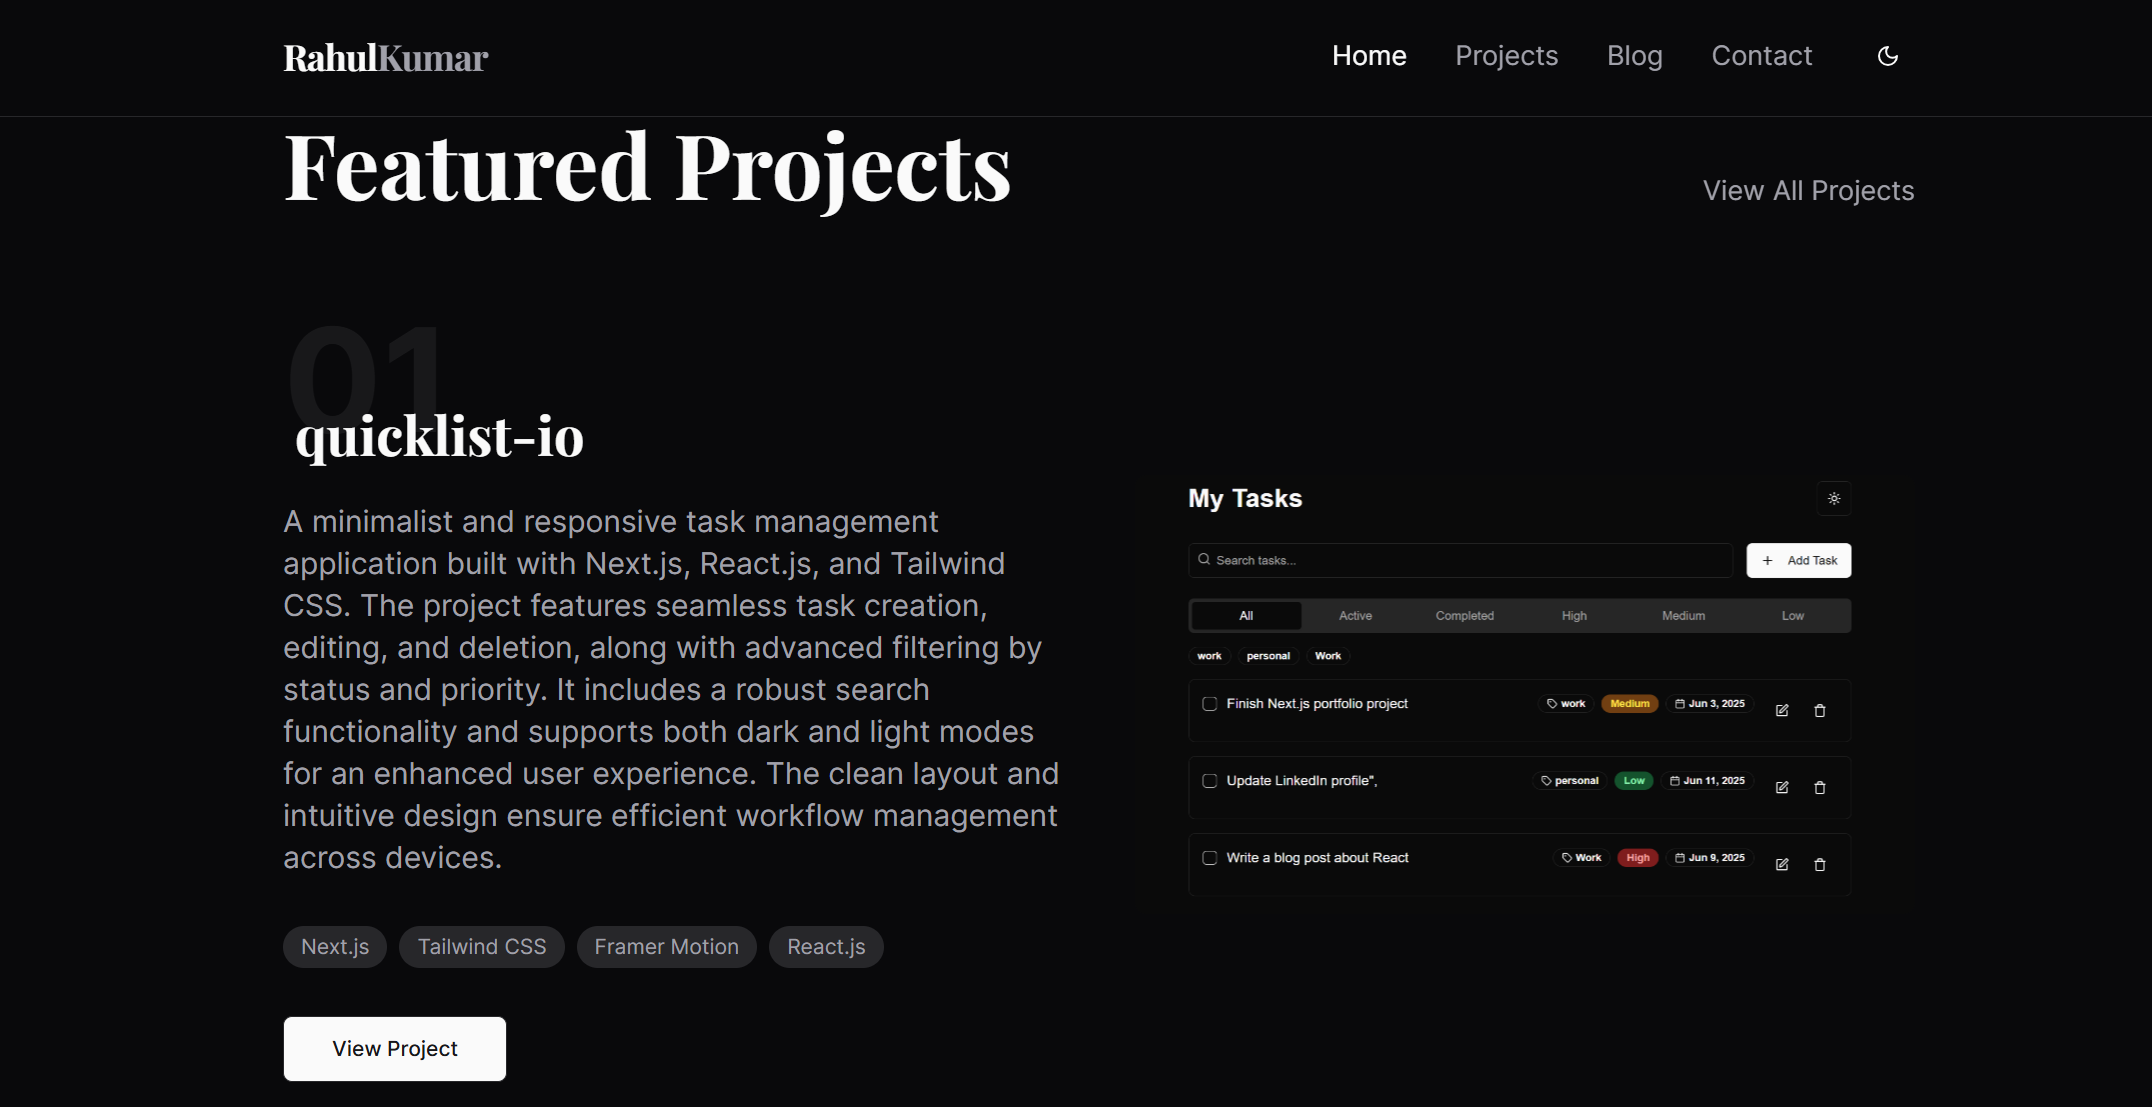 RahulKumar
Home Projects Blog Contact
Featured Projects
View All Projects
01
quicklist-io
A minimalist and responsive task management
application built with Next.js, React.js, and Tailwind
CSS. The project features seamless task creation,
editing, and deletion, along with advanced filtering by
status and priority. It includes a robust search
functionality and supports both dark and light modes
for an enhanced user experience. The clean layout and
intuitive design ensure efficient workflow management
across devices.
Next.js Tailwind CSS Framer Motion React.js
View Project
My Tasks
Search tasks... + Add Task
All Active Completed High Medium Low
work personal Work
Finish Next.js portfolio project work Medium Jun 3, 2025
Update LinkedIn profile", personal Low Jun 11, 2025
Write a blog post about React Work High Jun 9, 2025